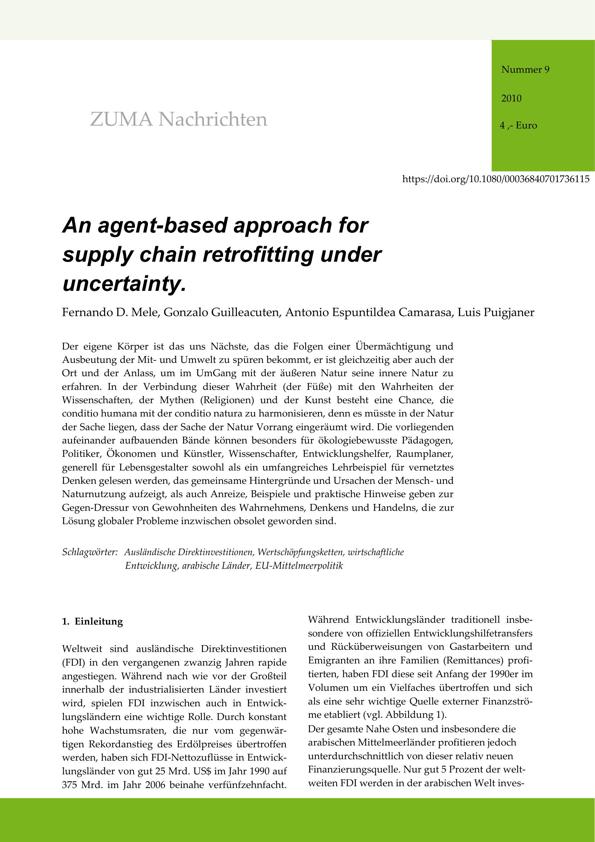 Nummer 9
2010
4 ,- Euro
ZUMA Nachrichten
https://doi.org/10.1080/00036840701736115
An agent-based approach for
supply chain retrofitting under
uncertainty.
Fernando D. Mele, Gonzalo Guilleacuten, Antonio Espuntildea Camarasa, Luis Puigjaner
Der eigene Körper ist das uns Nächste, das die Folgen einer Übermächtigung und
Ausbeutung der Mit- und Umwelt zu spüren bekommt, er ist gleichzeitig aber auch der
Ort und der Anlass, um im UmGang mit der äußeren Natur seine innere Natur zu
erfahren. In der Verbindung dieser Wahrheit (der Füße) mit den Wahrheiten der
Wissenschaften, der Mythen (Religionen) und der Kunst besteht eine Chance, die
conditio humana mit der conditio natura zu harmonisieren, denn es müsste in der Natur
der Sache liegen, dass der Sache der Natur Vorrang eingeräumt wird. Die vorliegenden
aufeinander aufbauenden Bände können besonders für ökologiebewusste Pädagogen,
Politiker, Ökonomen und Künstler, Wissenschafter, Entwicklungshelfer, Raumplaner,
generell für Lebensgestalter sowohl als ein umfangreiches Lehrbeispiel für vernetztes
Denken gelesen werden, das gemeinsame Hintergründe und Ursachen der Mensch- und
Naturnutzung aufzeigt, als auch Anreize, Beispiele und praktische Hinweise geben zur
Gegen-Dressur von Gewohnheiten des Wahrnehmens, Denkens und Handelns, die zur
Lösung globaler Probleme inzwischen obsolet geworden sind.
Schlagwörter: Ausländische Direktinvestitionen, Wertschöpfungsketten, wirtschaftliche
Entwicklung, arabische Länder, EU-Mittelmeerpolitik
1. Einleitung
Weltweit sind ausländische Direktinvestitionen
(FDI) in den vergangenen zwanzig Jahren rapide
angestiegen. Während nach wie vor der Großteil
innerhalb der industrialisierten Länder investiert
wird, spielen FDI inzwischen auch in Entwick-
lungsländern eine wichtige Rolle. Durch konstant
hohe Wachstumsraten, die nur vom gegenwär-
tigen Rekordanstieg des Erdölpreises übertroffen
werden, haben sich FDI-Nettozuflüsse in Entwick-
lungsländer von gut 25 Mrd. US$ im Jahr 1990 auf
375 Mrd. im Jahr 2006 beinahe verfünfzehnfacht.
Während Entwicklungsländer traditionell insbe-
sondere von offiziellen Entwicklungshilfetransfers
und Rücküberweisungen von Gastarbeitern und
Emigranten an ihre Familien (Remittances) profi-
tierten, haben FDI diese seit Anfang der 1990er im
Volumen um ein Vielfaches übertroffen und sich
als eine sehr wichtige Quelle externer Finanzströ-
me etabliert (vgl. Abbildung 1).
Der gesamte Nahe Osten und insbesondere die
arabischen Mittelmeerländer profitieren jedoch
unterdurchschnittlich von dieser relativ neuen
Finanzierungsquelle. Nur gut 5 Prozent der welt-
weiten FDI werden in der arabischen Welt inves-